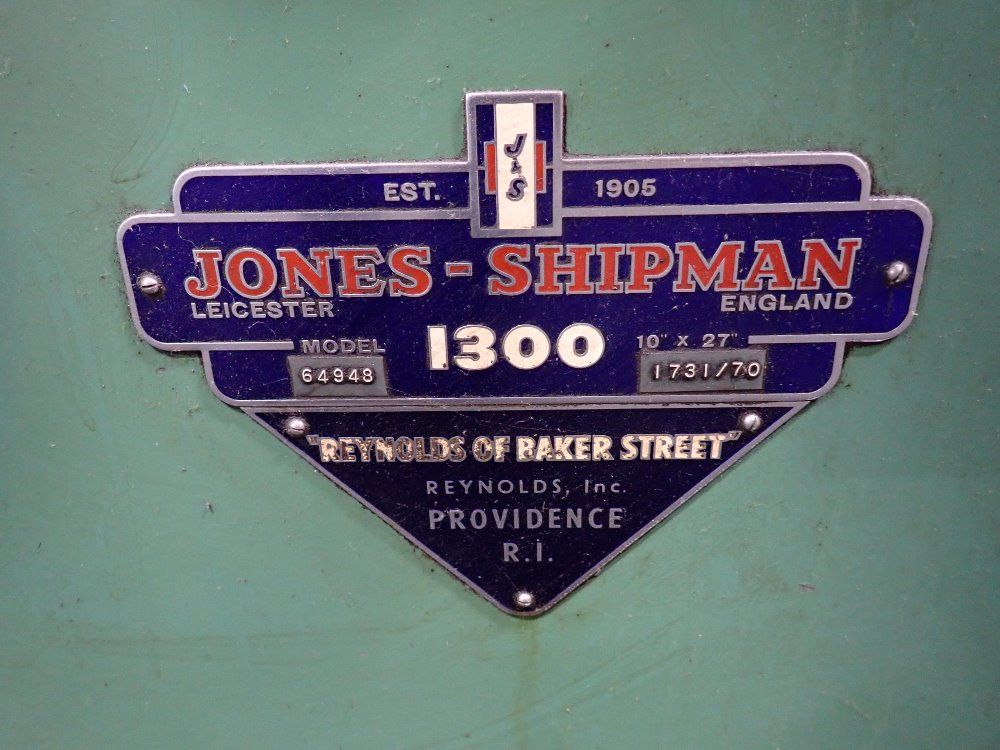 J & S
EST. 1905
JONES-SHIPMAN
LEICESTER ENGLAND
MODEL 1300 10" X 27"
64948 1731/70
"REYNOLDS OF BAKER STREET"
REYNOLDS, Inc.
PROVIDENCE
R.I.